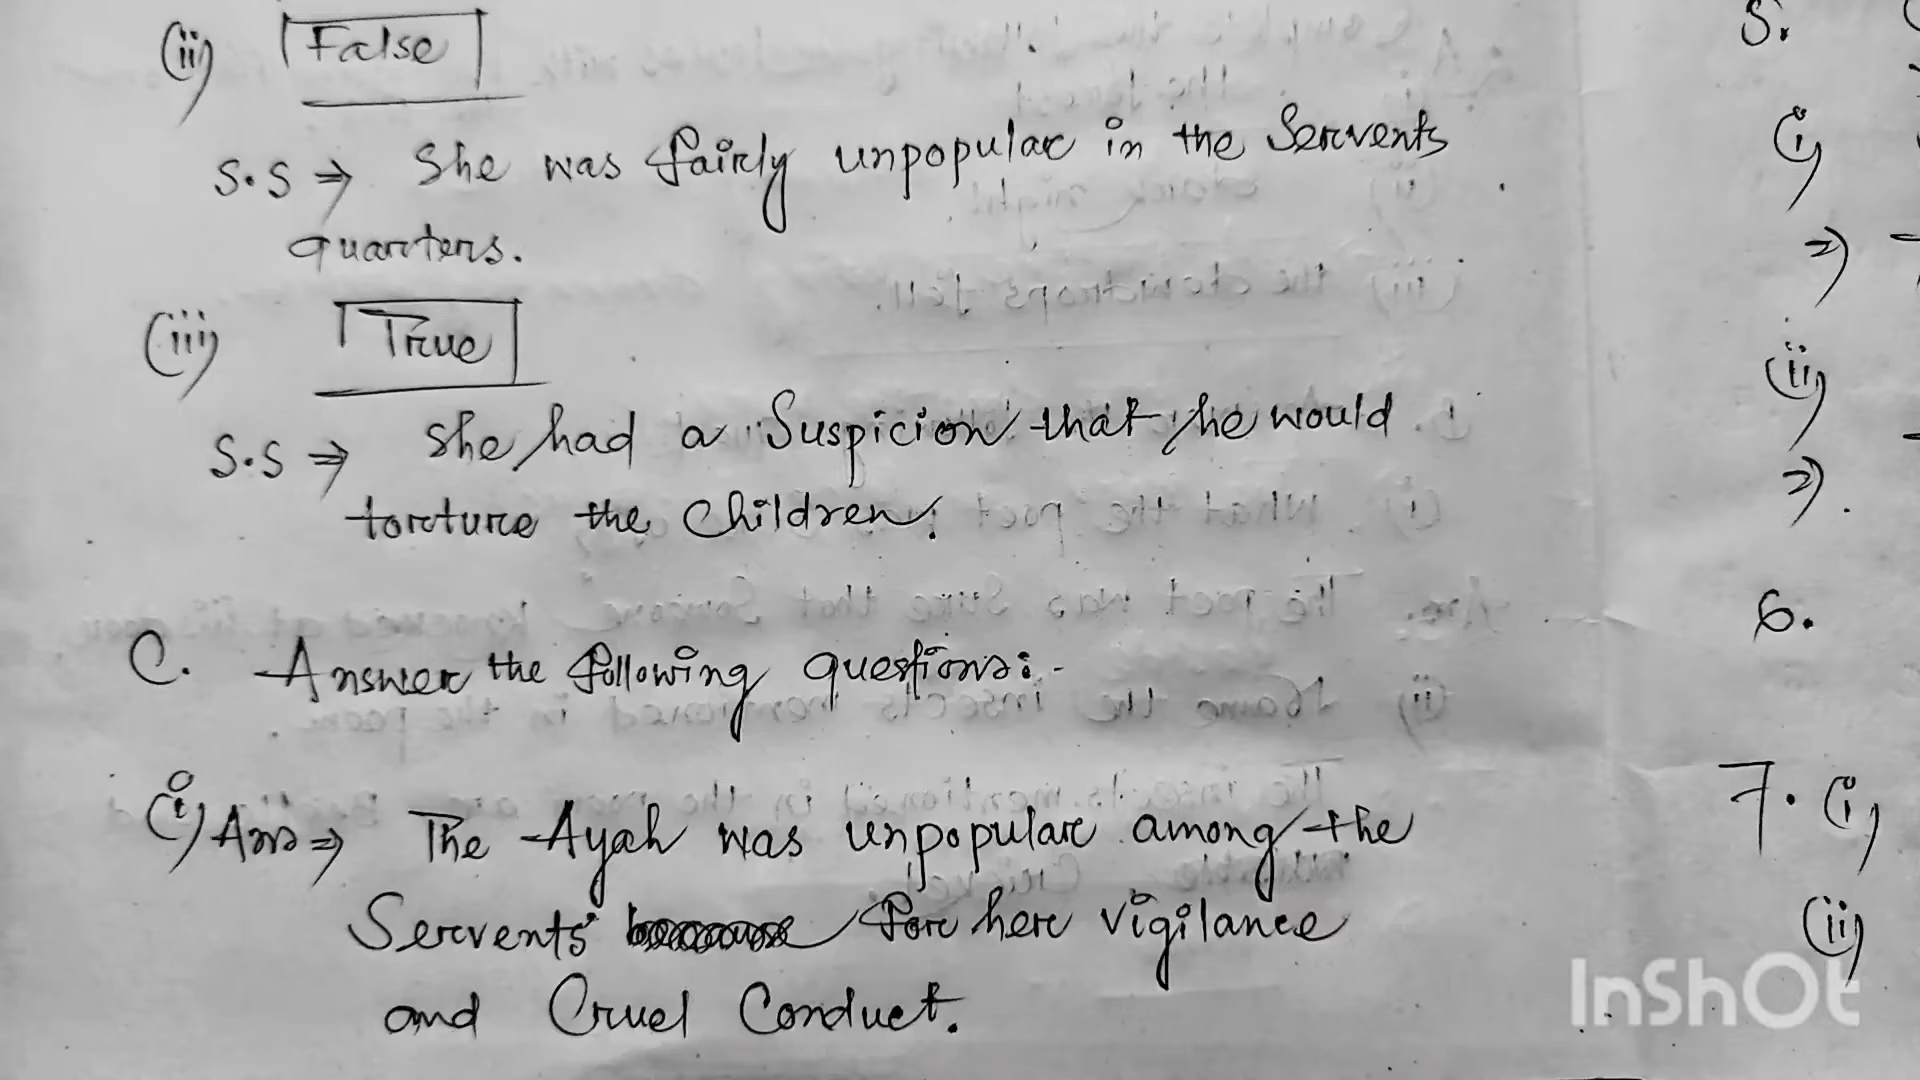 (ii) False
S.S ⇒ She was fairly unpopular in the Servents
quarters.
(iii) True
S.S ⇒ She had a Suspicion that he would
torture the Children.
C. Answer the following questions:-
(i) Ans ⇒ The Ayah was unpopular among the
Servents for her vigilance
and Cruel Conduct.
5.
(i)
⇒
(ii)
⇒
6.
7. (i)
(ii)
InShOt